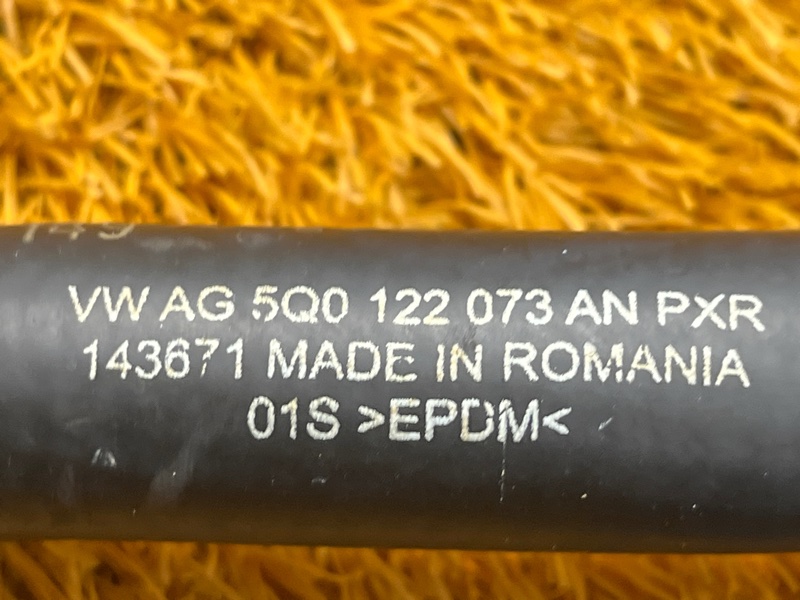 VW AG 5Q0 122 073 AN PXR
143671 MADE IN ROMANIA
01S >EPDM<